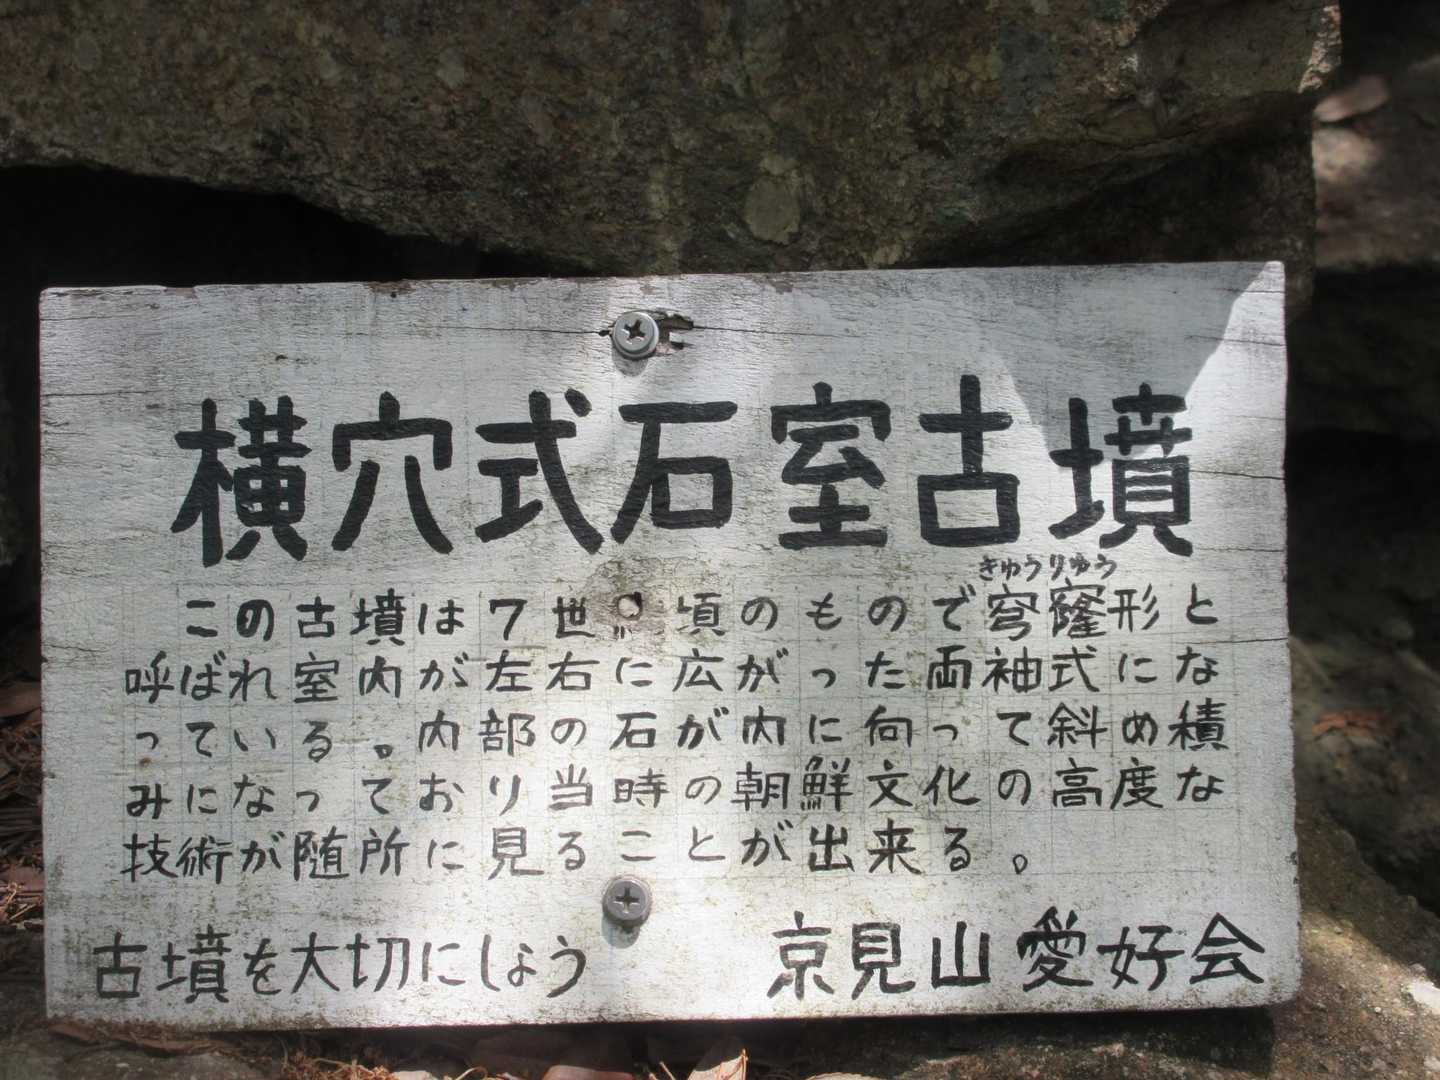 横穴式石室古墳
きゅうりゅう
この古墳は7世 頃のもので穹窿形と
呼ばれ室内が左右に広がった両袖式にな
っている。内部の石が内に向って斜め積
みになっており当時の朝鮮文化の高度な
技術が随所に見ることが出来る。
古墳を大切にしょう 京見山愛好会